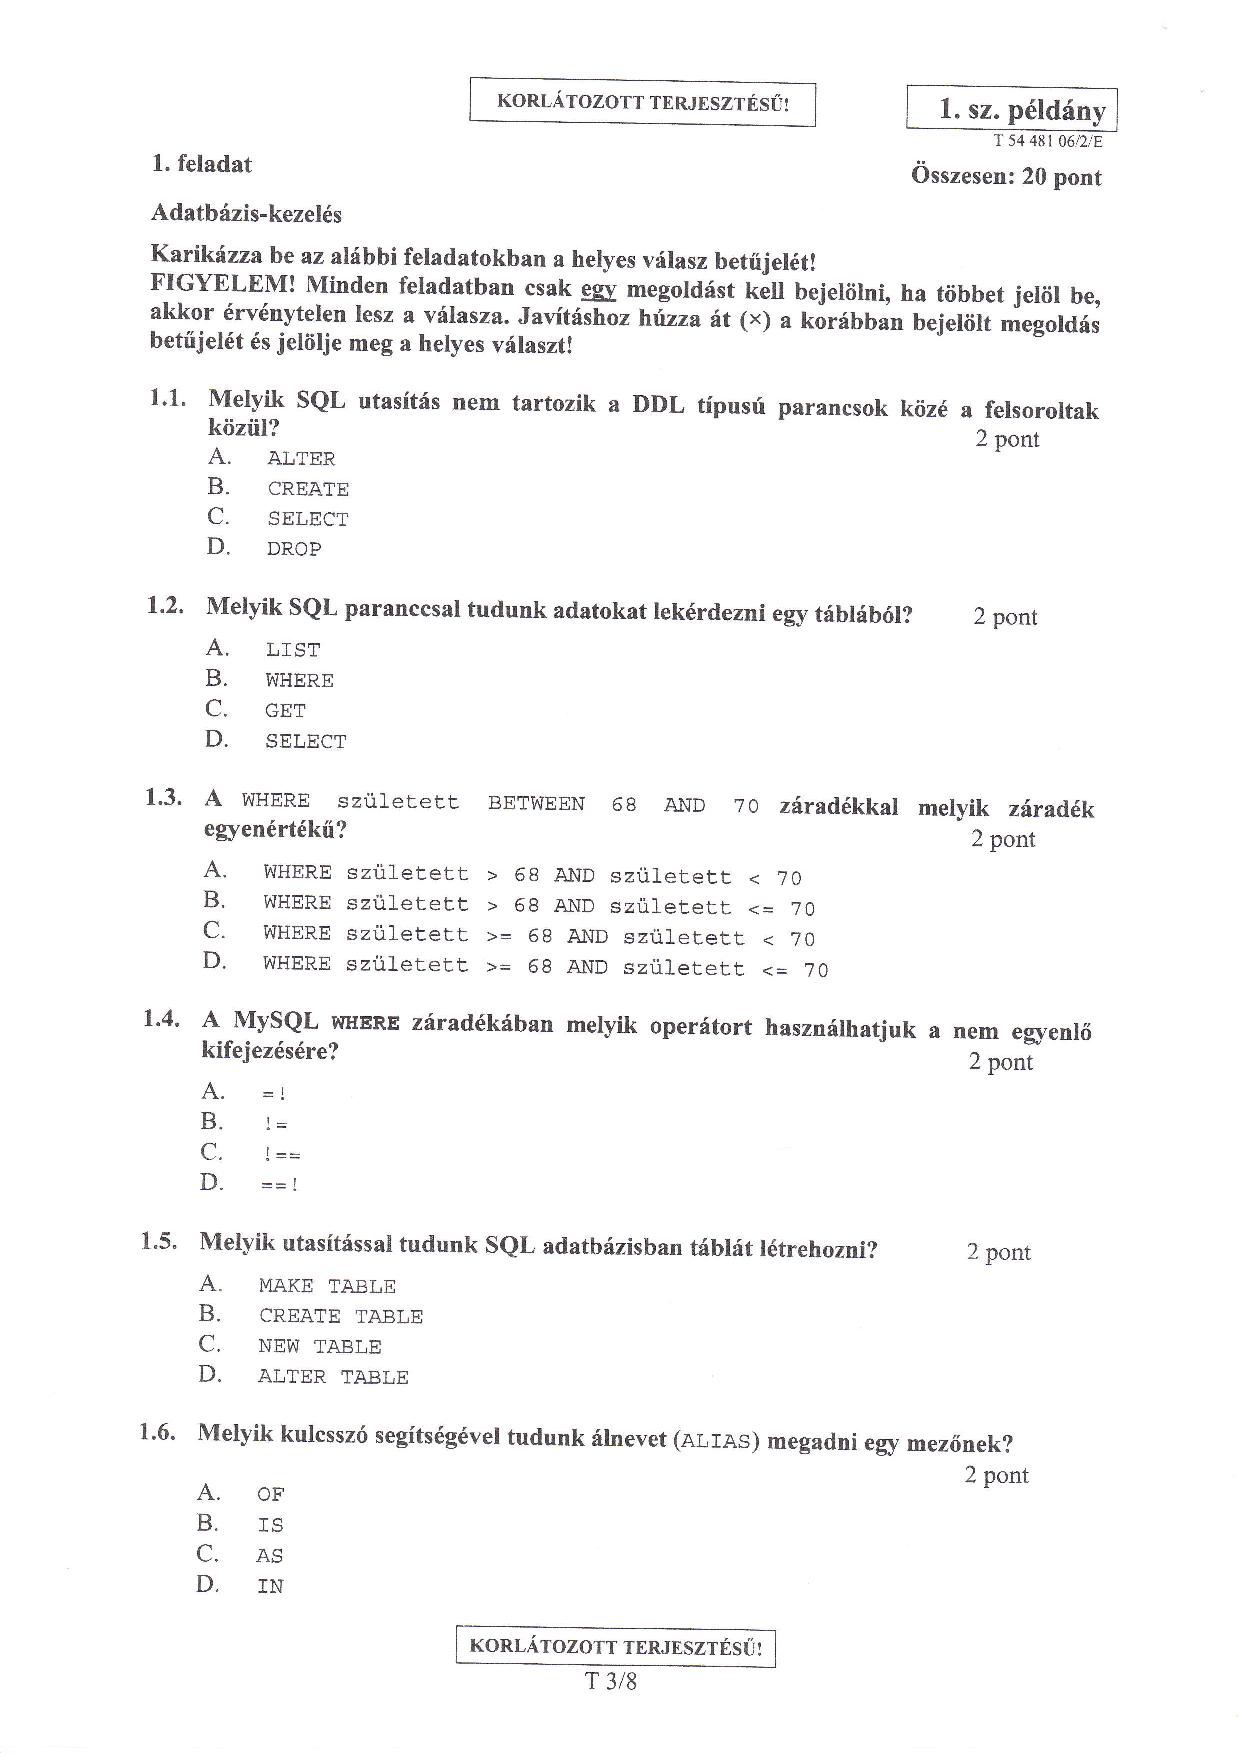 KORLÁTOZOTT TERJESZTÉSŰ!
1. sz. példány
T 54 481 06/2/E
1. feladat
Összesen: 20 pont
Adatbázis-kezelés
Karikázza be az alábbi feladatokban a helyes válasz betűjelét!
FIGYELEM! Minden feladatban csak egy megoldást kell bejelölni, ha többet jelöl be,
akkor érvénytelen lesz a válasza. Javításhoz húzza át (×) a korábban bejelölt megoldás
betűjelét és jelölje meg a helyes választ!
1.1. Melyik SQL utasítás nem tartozik a DDL típusú parancsok közé a felsoroltak
közül?
2 pont
A. ALTER
B. CREATE
C. SELECT
D. DROP
1.2. Melyik SQL paranccsal tudunk adatokat lekérdezni egy táblából? 2 pont
A. LIST
B. WHERE
C. GET
D. SELECT
1.3. A WHERE született BETWEEN 68 AND 70 záradékkal melyik záradék
egyenértékű?
2 pont
A. WHERE született > 68 AND született < 70
B. WHERE született > 68 AND született <= 70
C. WHERE született >= 68 AND született < 70
D. WHERE született >= 68 AND született <= 70
1.4. A MySQL WHERE záradékában melyik operátort használhatjuk a nem egyenlő
kifejezésére?
2 pont
A. =!
B. !=
C. !==
D. ==!
1.5. Melyik utasítással tudunk SQL adatbázisban táblát létrehozni? 2 pont
A. MAKE TABLE
B. CREATE TABLE
C. NEW TABLE
D. ALTER TABLE
1.6. Melyik kulcsszó segítségével tudunk álnevet (ALIAS) megadni egy mezőnek?
2 pont
A. OF
B. IS
C. AS
D. IN
KORLÁTOZOTT TERJESZTÉSŰ!
T 3/8